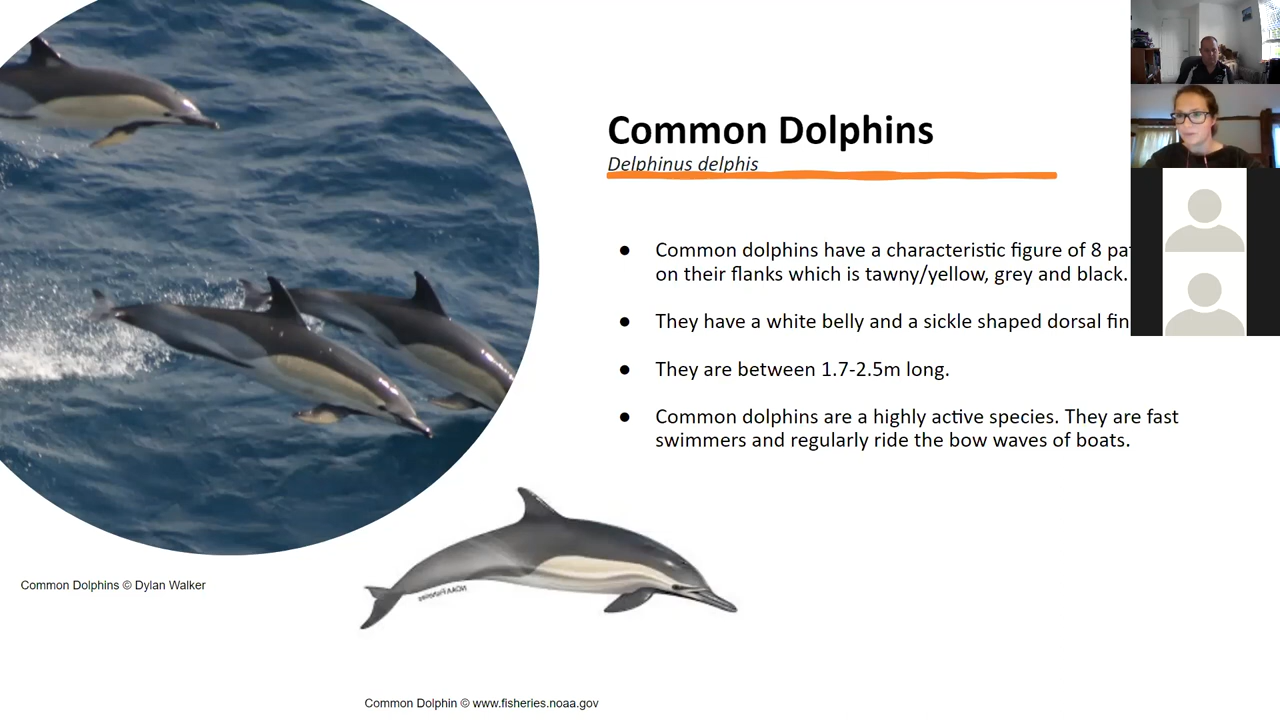 Common Dolphins
Delphinus delphis
● Common dolphins have a characteristic figure of 8
on their flanks which is tawny/yellow, grey and black.
● They have a white belly and a sickle shaped dorsal fin
● They are between 1.7-2.5m long.
● Common dolphins are a highly active species. They are fast
swimmers and regularly ride the bow waves of boats.
NOAA Fisheries
Common Dolphins © Dylan Walker
Common Dolphin © www.fisheries.noaa.gov